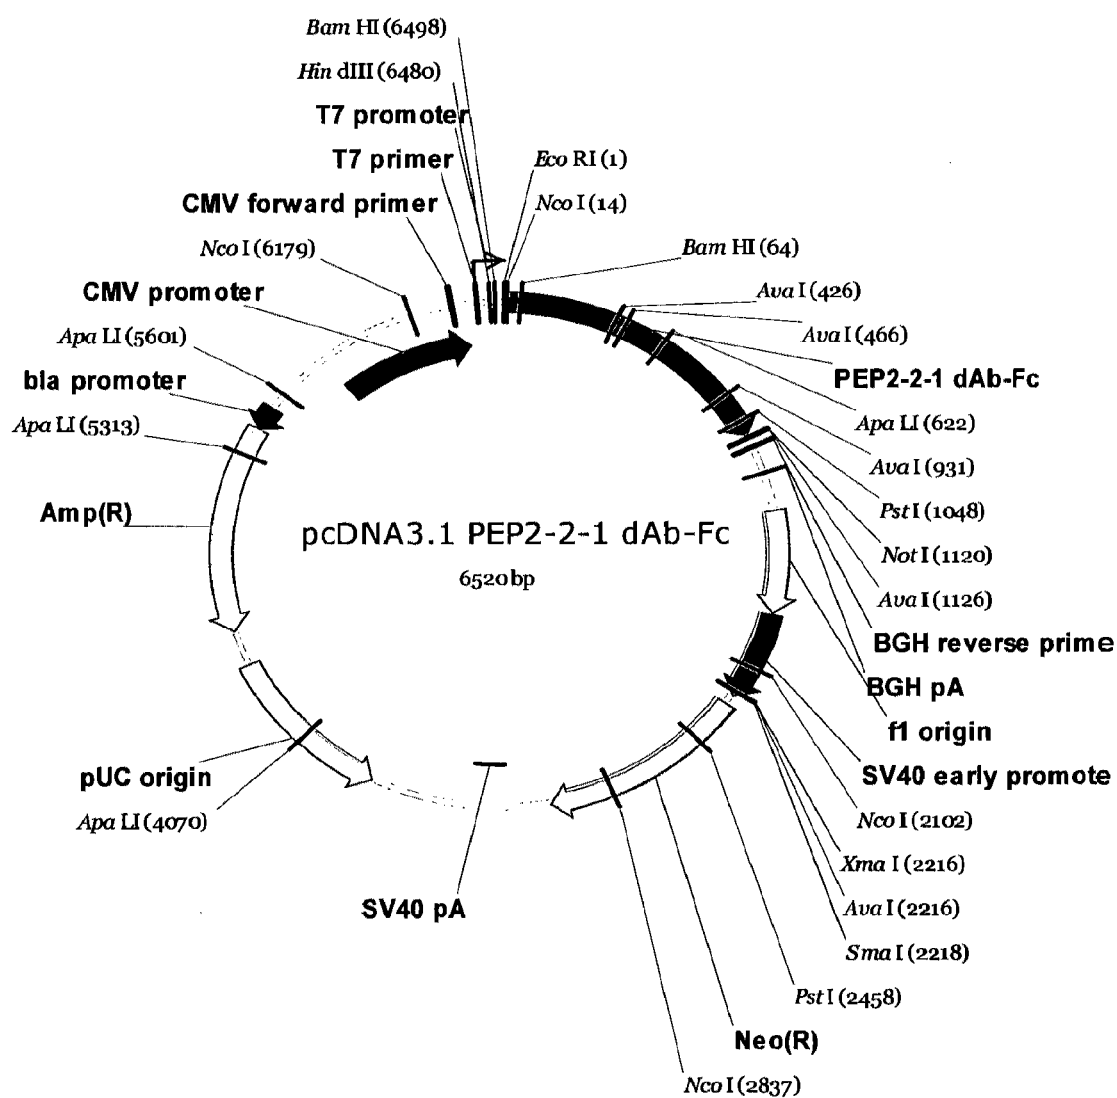 Bam HI (6498)
Hin dIII (6480)
T7 promoter
T7 primer
CMV forward primer
Nco I (6179)
CMV promoter
Apa LI (5601)
bla promoter
Apa LI (5313)
Amp(R)
pUC origin
Apa LI (4070)
SV40 pA
Eco RI (1)
Nco I (14)
Bam HI (64)
Ava I (426)
Ava I (466)
PEP2-2-1 dAb-Fc
Apa LI (622)
Ava I (931)
Pst I (1048)
Not I (1120)
Ava I (1126)
BGH reverse prime
BGH pA
f1 origin
SV40 early promote
Nco I (2102)
Xma I (2216)
Ava I (2216)
Sma I (2218)
Pst I (2458)
Neo(R)
Nco I (2837)
pcDNA3.1 PEP2-2-1 dAb-Fc
6520 bp